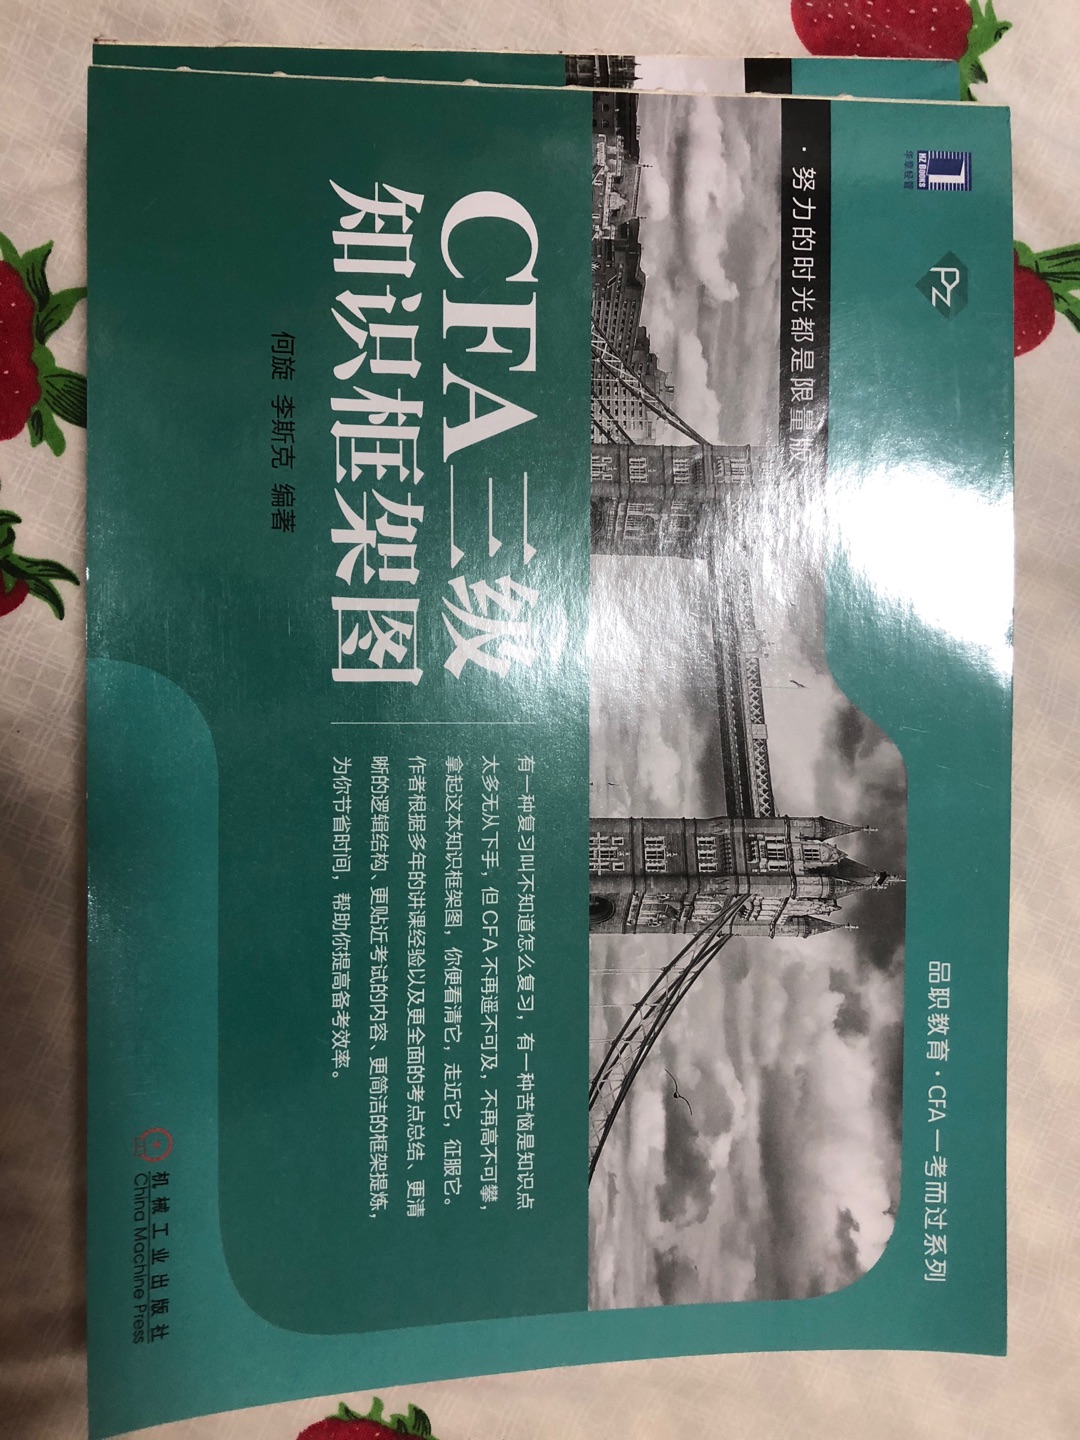 HZ BOOKS
华章经管
PZ
品职教育·CFA一考而过系列
·努力的时光都是限量版
CFA三级
知识框架图
何旋 李斯克 编著
有一种复习叫不知道怎么复习，有一种苦恼是知识点
太多无从下手，但CFA不再遥不可及，不再高不可攀，
拿起这本知识框架图，你便看清它，走近它，征服它。
作者根据多年的讲课经验以及更全面的考点总结、更清
晰的逻辑结构、更贴近考试的内容、更简洁的框架提炼，
为你节省时间，帮助你提高备考效率。
机械工业出版社
China Machine Press